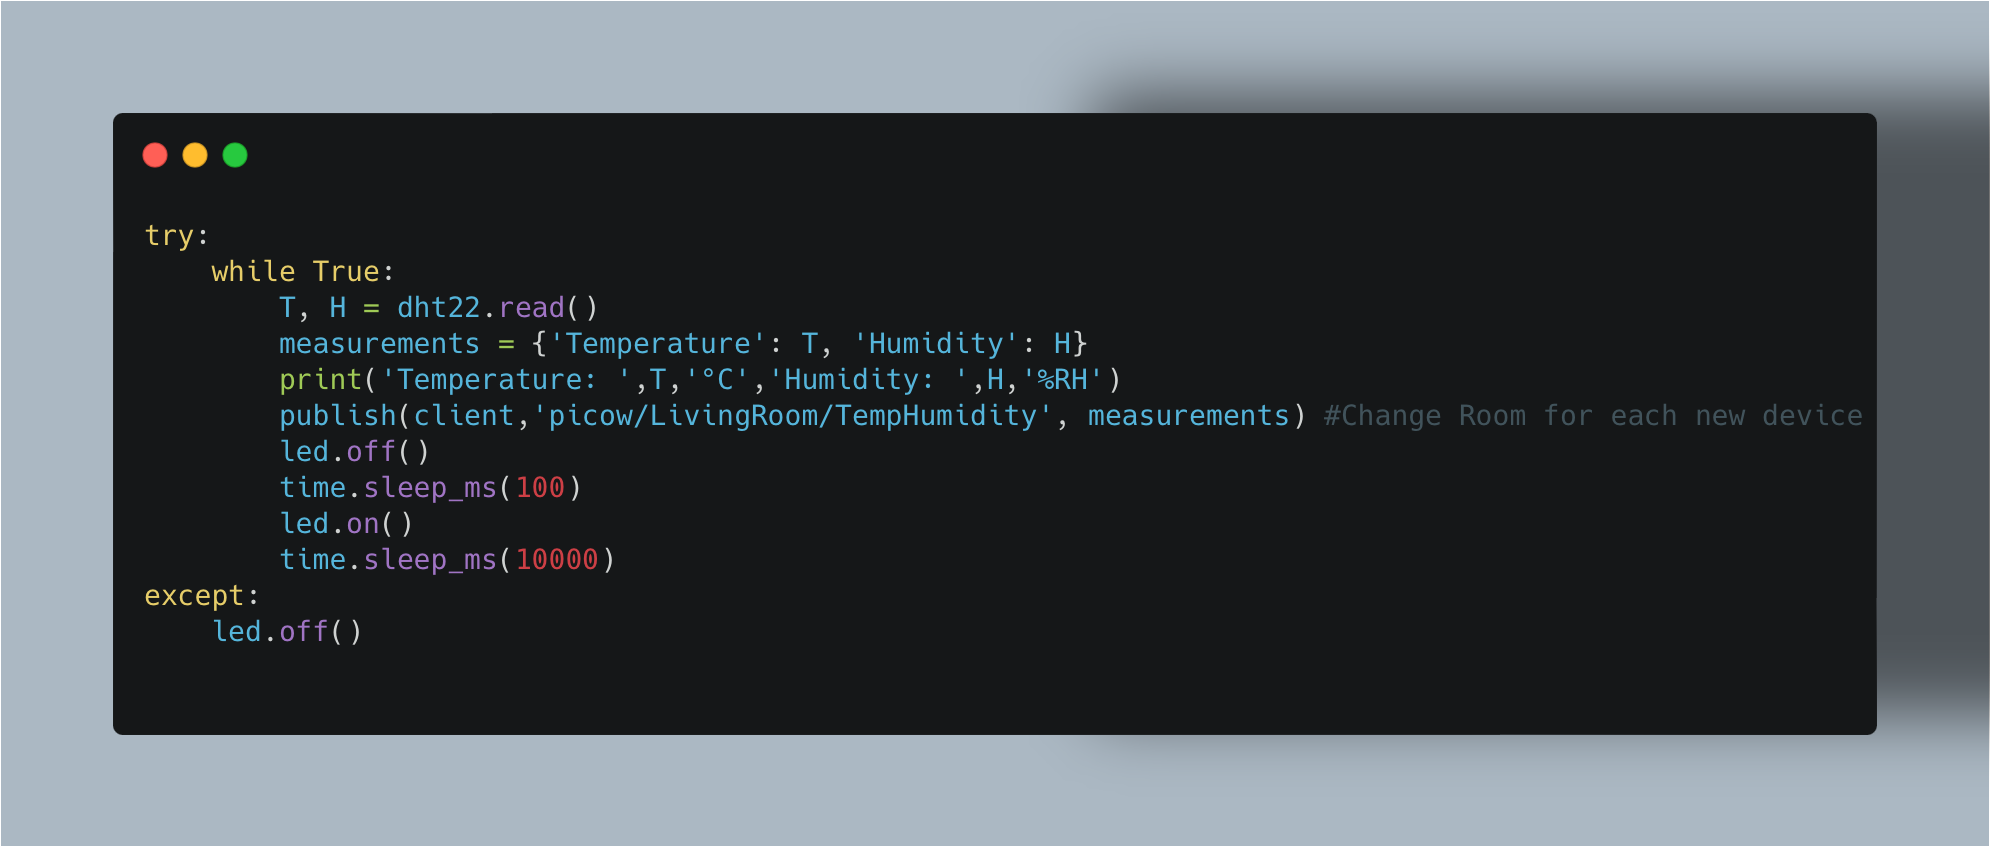 try:
    while True:
        T, H = dht22.read()
        measurements = {'Temperature': T, 'Humidity': H}
        print('Temperature: ',T,'°C','Humidity: ',H,'%RH')
        publish(client,'picow/LivingRoom/TempHumidity', measurements) #Change Room for each new device
        led.off()
        time.sleep_ms(100)
        led.on()
        time.sleep_ms(10000)
except:
    led.off()